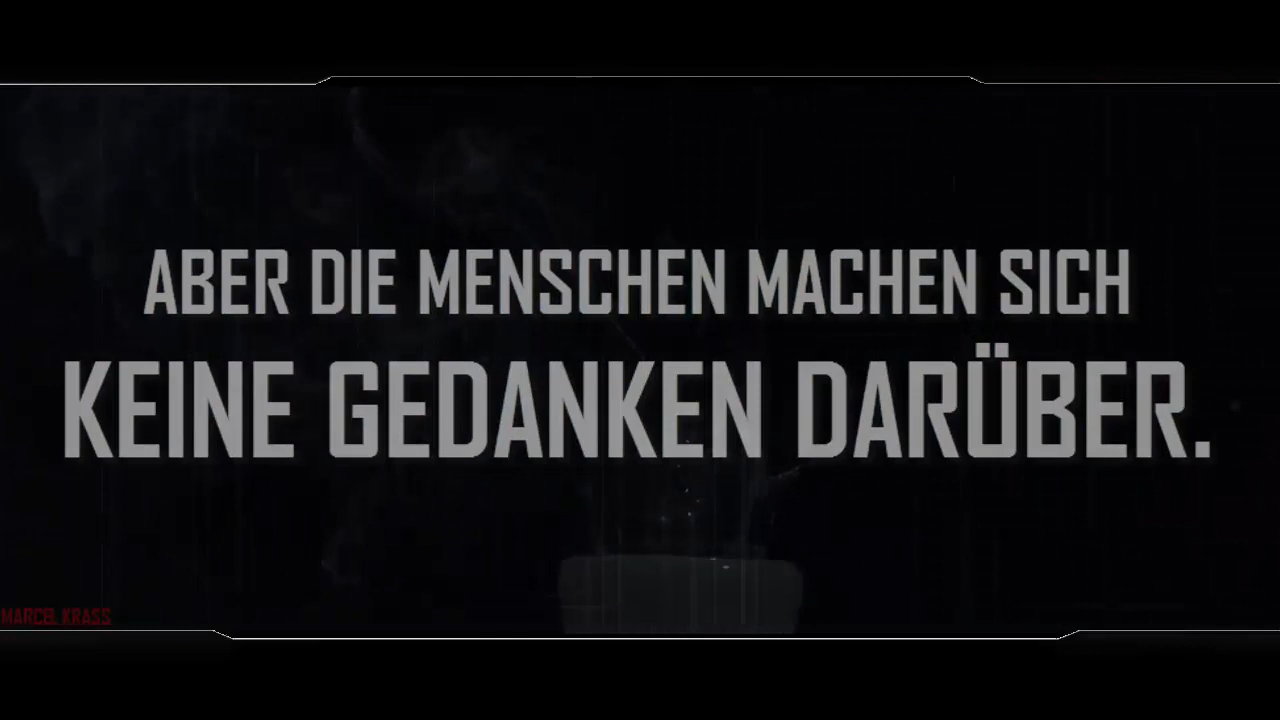 ABER DIE MENSCHEN MACHEN SICH
KEINE GEDANKEN DARÜBER.
MARCEL KRASS